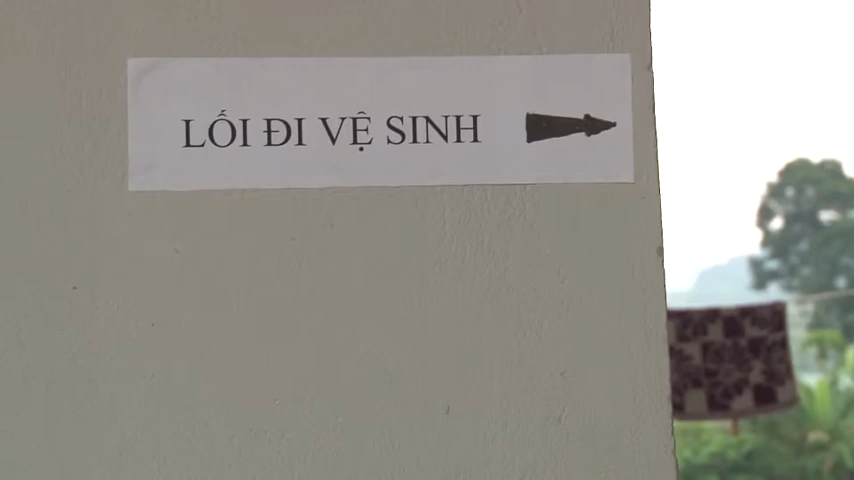 LỐI ĐI VỆ SINH